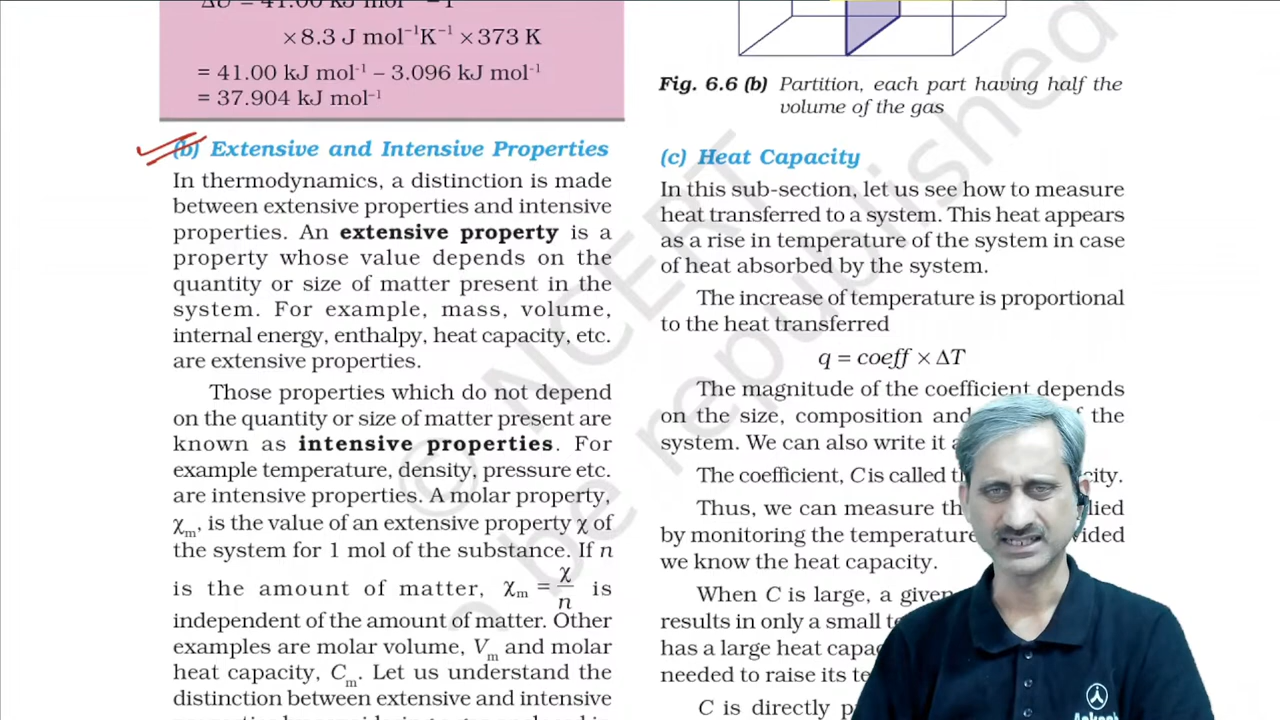 ΔU = 41.00 kJ mol⁻¹ – 1
× 8.3 J mol⁻¹K⁻¹ × 373 K
= 41.00 kJ mol⁻¹ – 3.096 kJ mol⁻¹
= 37.904 kJ mol⁻¹
(b) Extensive and Intensive Properties
In thermodynamics, a distinction is made
between extensive properties and intensive
properties. An extensive property is a
property whose value depends on the
quantity or size of matter present in the
system. For example, mass, volume,
internal energy, enthalpy, heat capacity, etc.
are extensive properties.
Those properties which do not depend
on the quantity or size of matter present are
known as intensive properties. For
example temperature, density, pressure etc.
are intensive properties. A molar property,
χₘ, is the value of an extensive property χ of
the system for 1 mol of the substance. If n
is the amount of matter, χₘ = χ/n is
independent of the amount of matter. Other
examples are molar volume, Vₘ and molar
heat capacity, Cₘ. Let us understand the
distinction between extensive and intensive
Fig. 6.6 (b) Partition, each part having half the
volume of the gas
(c) Heat Capacity
In this sub-section, let us see how to measure
heat transferred to a system. This heat appears
as a rise in temperature of the system in case
of heat absorbed by the system.
The increase of temperature is proportional
to the heat transferred
q = coeff × ΔT
The magnitude of the coefficient depends
on the size, composition and the
system. We can also write it
The coefficient, C is called
Thus, we can measure
by monitoring the temperature
we know the heat capacity.
When C is large, a given
results in only a small
has a large heat
needed to raise its
C is directly
© NCERT
be republished